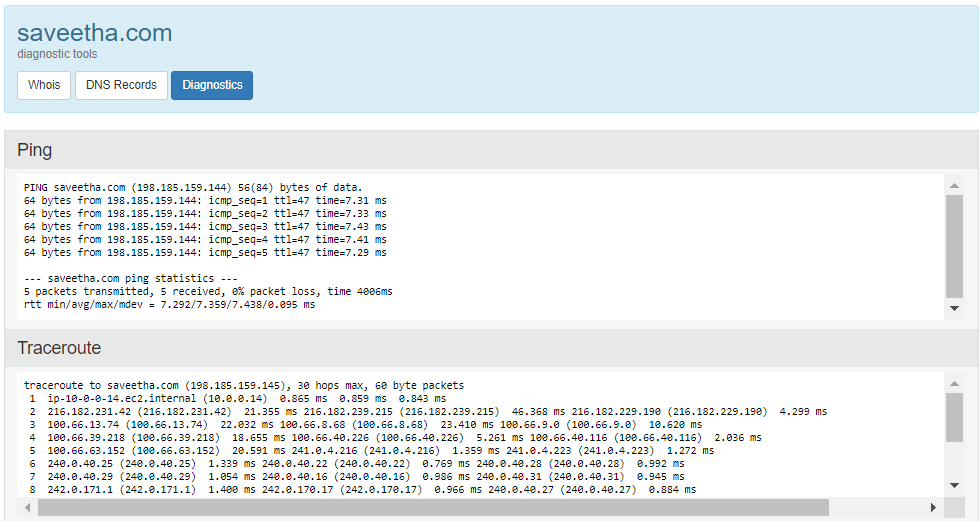 saveetha.com
diagnostic tools
Whois DNS Records Diagnostics
Ping
PING saveetha.com (198.185.159.144) 56(84) bytes of data.
64 bytes from 198.185.159.144: icmp_seq=1 ttl=47 time=7.31 ms
64 bytes from 198.185.159.144: icmp_seq=2 ttl=47 time=7.33 ms
64 bytes from 198.185.159.144: icmp_seq=3 ttl=47 time=7.43 ms
64 bytes from 198.185.159.144: icmp_seq=4 ttl=47 time=7.41 ms
64 bytes from 198.185.159.144: icmp_seq=5 ttl=47 time=7.29 ms
--- saveetha.com ping statistics ---
5 packets transmitted, 5 received, 0% packet loss, time 4006ms
rtt min/avg/max/mdev = 7.292/7.359/7.438/0.095 ms
Traceroute
traceroute to saveetha.com (198.185.159.145), 30 hops max, 60 byte packets
1 ip-10-0-0-14.ec2.internal (10.0.0.14) 0.865 ms 0.859 ms 0.843 ms
2 216.182.231.42 (216.182.231.42) 21.355 ms 216.182.239.215 (216.182.239.215) 46.368 ms 216.182.229.190 (216.182.229.190) 4.299 ms
3 100.66.13.74 (100.66.13.74) 22.032 ms 100.66.8.68 (100.66.8.68) 23.410 ms 100.66.9.0 (100.66.9.0) 10.620 ms
4 100.66.39.218 (100.66.39.218) 18.655 ms 100.66.40.226 (100.66.40.226) 5.261 ms 100.66.40.116 (100.66.40.116) 2.036 ms
5 100.66.63.152 (100.66.63.152) 20.591 ms 241.0.4.216 (241.0.4.216) 1.359 ms 241.0.4.223 (241.0.4.223) 1.272 ms
6 240.0.40.25 (240.0.40.25) 1.339 ms 240.0.40.22 (240.0.40.22) 0.769 ms 240.0.40.28 (240.0.40.28) 0.992 ms
7 240.0.40.29 (240.0.40.29) 1.054 ms 240.0.40.16 (240.0.40.16) 0.986 ms 240.0.40.31 (240.0.40.31) 0.945 ms
8 242.0.171.1 (242.0.171.1) 1.400 ms 242.0.170.17 (242.0.170.17) 0.966 ms 240.0.40.27 (240.0.40.27) 0.884 ms